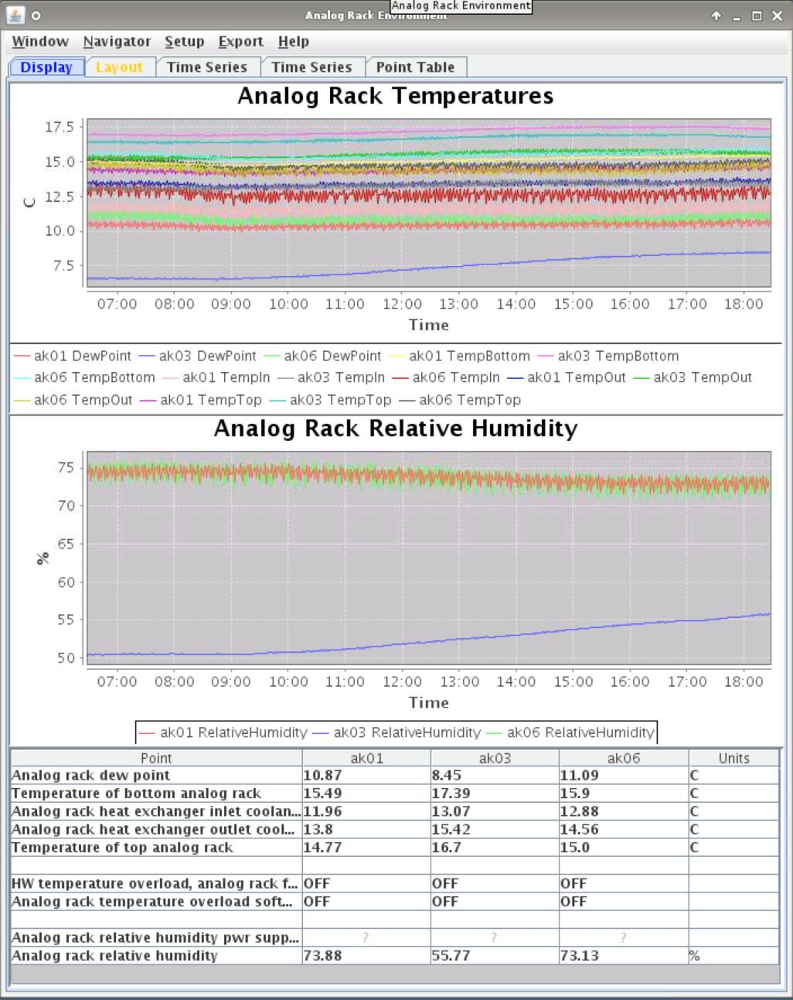 Analog Rack Environment
Analog Rack Environment
Window Navigator Setup Export Help
Display Layout Time Series Time Series Point Table
Analog Rack Temperatures
17.5
15.0
12.5
10.0
7.5
C
07:00 08:00 09:00 10:00 11:00 12:00 13:00 14:00 15:00 16:00 17:00 18:00
Time
ak01 DewPoint ak03 DewPoint ak06 DewPoint ak01 TempBottom ak03 TempBottom
ak06 TempBottom ak01 TempIn ak03 TempIn ak06 TempIn ak01 TempOut ak03 TempOut
ak06 TempOut ak01 TempTop ak03 TempTop ak06 TempTop
Analog Rack Relative Humidity
75
70
65
60
55
50
%
07:00 08:00 09:00 10:00 11:00 12:00 13:00 14:00 15:00 16:00 17:00 18:00
Time
ak01 RelativeHumidity ak03 RelativeHumidity ak06 RelativeHumidity
Point ak01 ak03 ak06 Units
Analog rack dew point 10.87 8.45 11.09 C
Temperature of bottom analog rack 15.49 17.39 15.9 C
Analog rack heat exchanger inlet coolan... 11.96 13.07 12.88 C
Analog rack heat exchanger outlet cool... 13.8 15.42 14.56 C
Temperature of top analog rack 14.77 16.7 15.0 C
HW temperature overload, analog rack f... OFF OFF OFF
Analog rack temperature overload soft... OFF OFF OFF
Analog rack relative humidity pwr supp... ? ? ?
Analog rack relative humidity 73.88 55.77 73.13 %